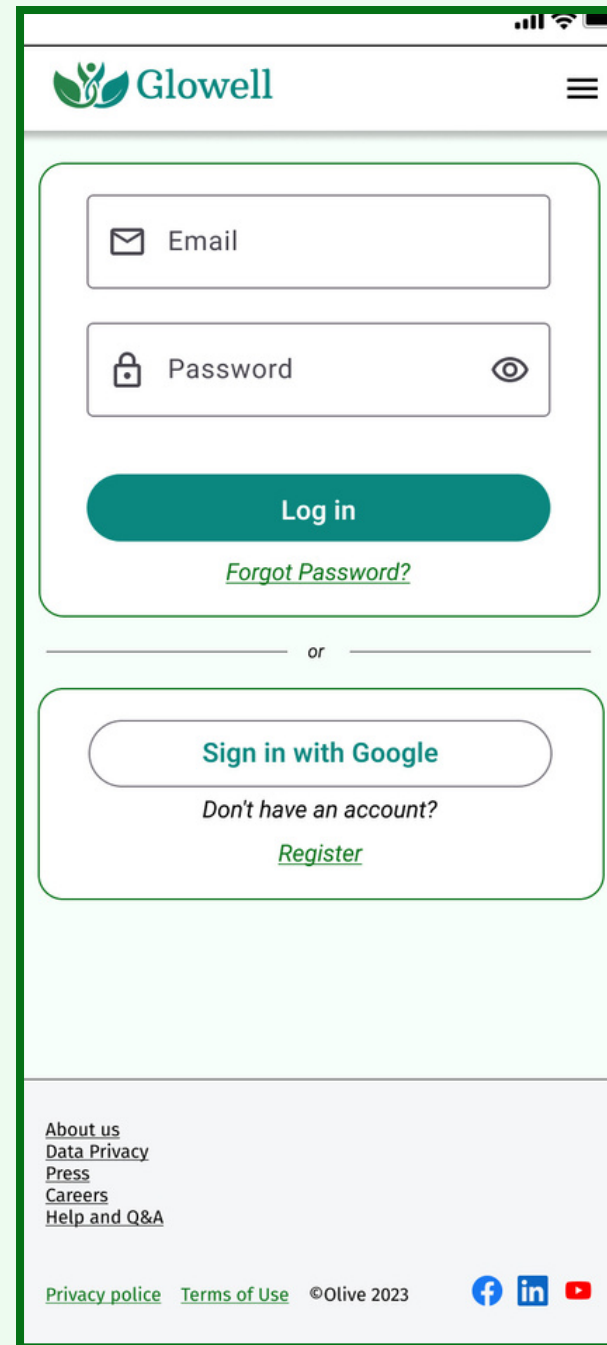 Glowell
Email
Password
Log in
Forgot Password?
or
Sign in with Google
Don't have an account?
Register
About us
Data Privacy
Press
Careers
Help and Q&A
Privacy police Terms of Use ©Olive 2023 in